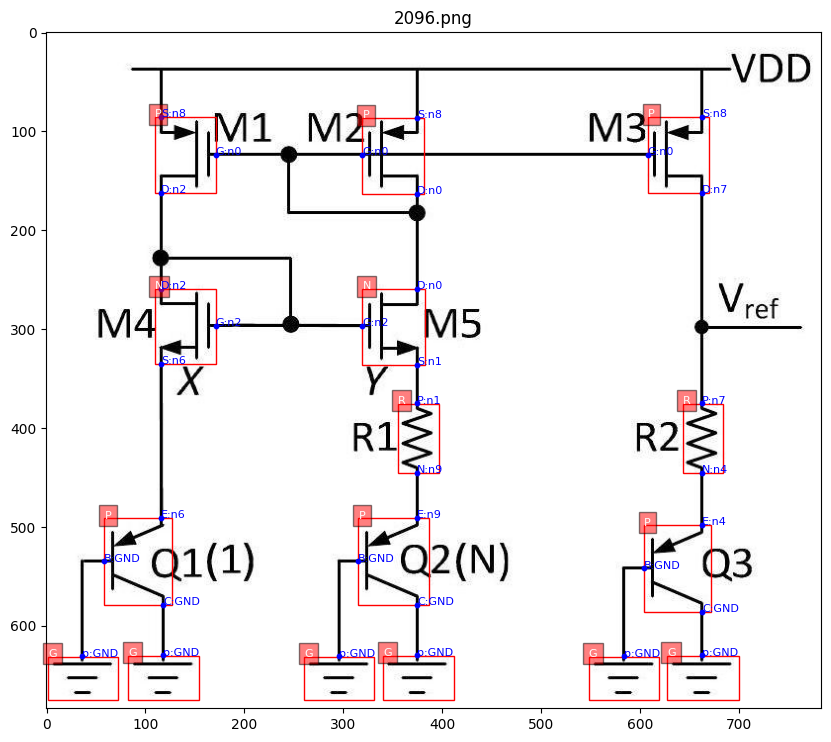 2096.png
VDD
P S:n8 M1 G:n0 D:n2
M2 P S:n8 G:n0 D:n0
M3 P S:n8 G:n0 D:n7
M4 N D:n2 G:n2 S:n6 X
N D:n0 G:n2 M5 S:n1 Y
Vref
R1 R P:n1 N:n9
R2 R P:n7 N:n4
P E:n6 B:GND Q1(1) C:GND
P E:n9 B:GND Q2(N) C:GND
P E:n4 B:GND Q3 C:GND
G p:GND G p:GND G p:GND G p:GND G p:GND G p:GND
0
100
200
300
400
500
600
0 100 200 300 400 500 600 700